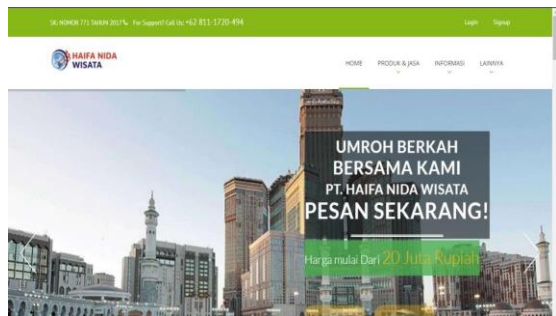 SK: NOMOR 771 TAHUN 2017 For Support? Call Us: +62 811-1720-494
Login Signup
HAIFA NIDA
WISATA
HOME PRODUK & JASA INFORMASI LAINNYA
UMROH BERKAH
BERSAMA KAMI
PT. HAIFA NIDA WISATA
PESAN SEKARANG!
Harga mulai Dari 20 Juta Rupiah